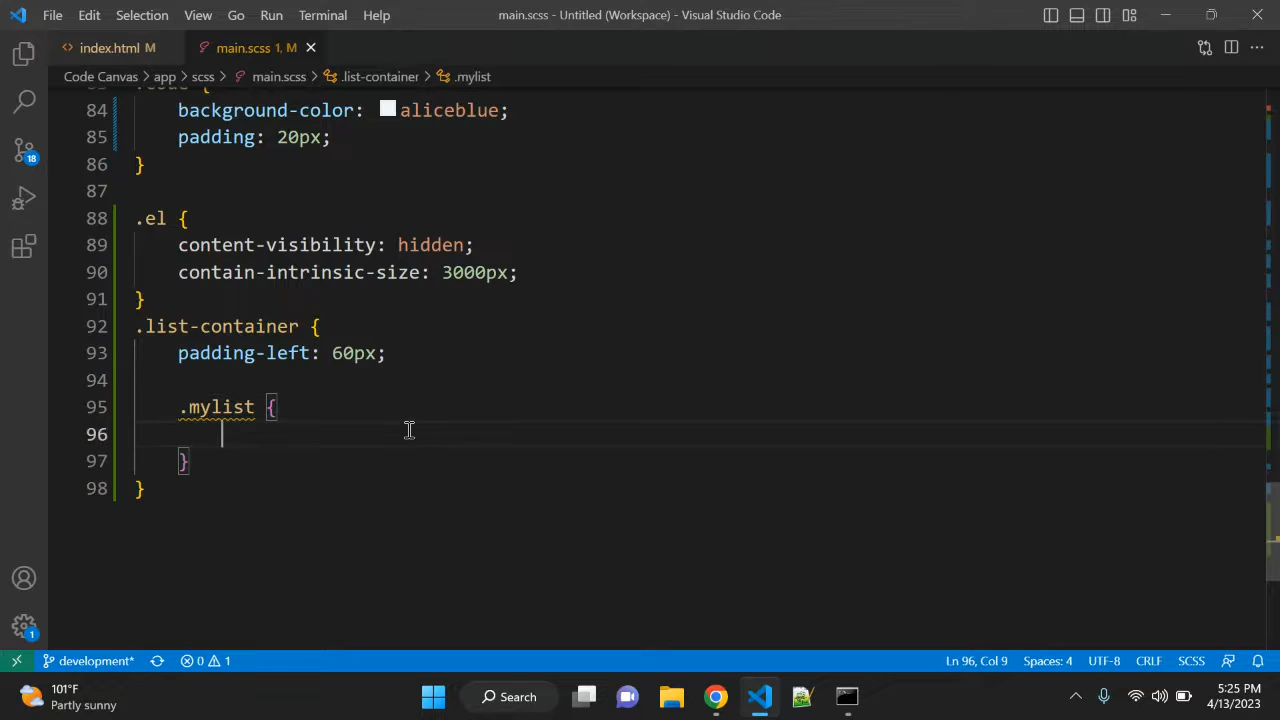 File Edit Selection View Go Run Terminal Help main.scss - Untitled (Workspace) - Visual Studio Code
index.html M main.scss 1, M
Code Canvas > app > scss > main.scss > .list-container > .mylist
84 background-color: aliceblue;
85 padding: 20px;
86 }
87
88 .el {
89 content-visibility: hidden;
90 contain-intrinsic-size: 3000px;
91 }
92 .list-container {
93 padding-left: 60px;
94
95 .mylist {
96
97 }
98 }
18
1
development* 0 1 Ln 96, Col 9 Spaces: 4 UTF-8 CRLF SCSS
101°F
Partly sunny
Search
5:25 PM
4/13/2023